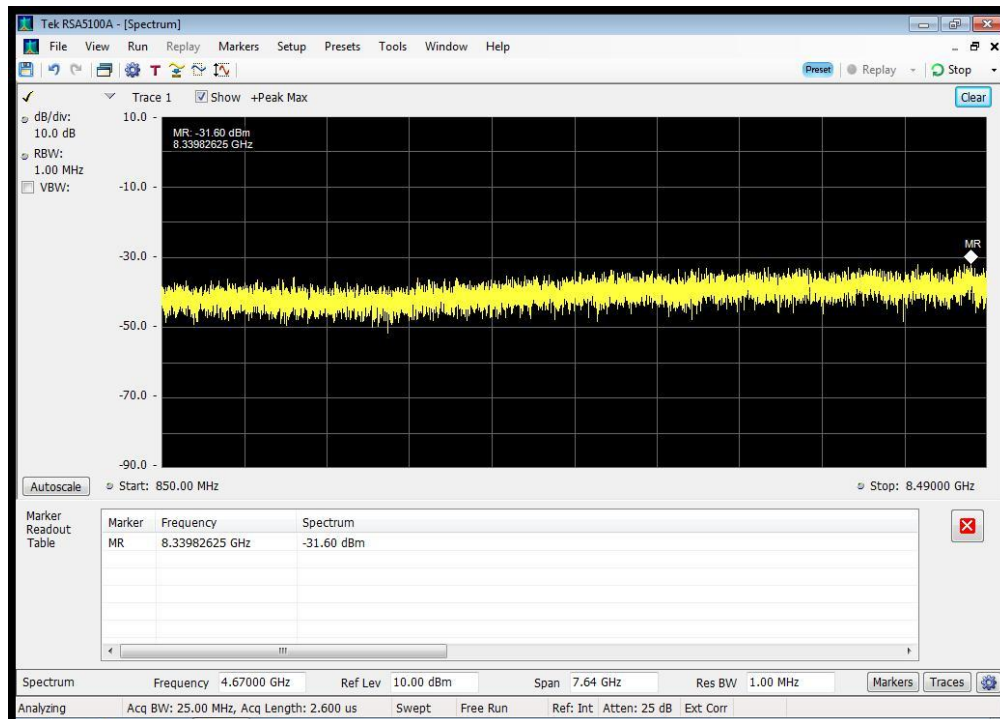 Tek RSA5100A - [Spectrum]
File View Run Replay Markers Setup Presets Tools Window Help
T Preset Replay Stop
Trace 1 Show +Peak Max Clear
dB/div:
10.0 dB
RBW:
1.00 MHz
VBW:
10.0
-10.0
-30.0
-50.0
-70.0
-90.0
MR: -31.60 dBm
8.33982625 GHz
MR
Autoscale Start: 850.00 MHz Stop: 8.49000 GHz
Marker
Readout
Table
Marker Frequency Spectrum
MR 8.33982625 GHz -31.60 dBm
Spectrum Frequency 4.67000 GHz Ref Lev 10.00 dBm Span 7.64 GHz Res BW 1.00 MHz Markers Traces
Analyzing Acq BW: 25.00 MHz, Acq Length: 2.600 us Swept Free Run Ref: Int Atten: 25 dB Ext Corr